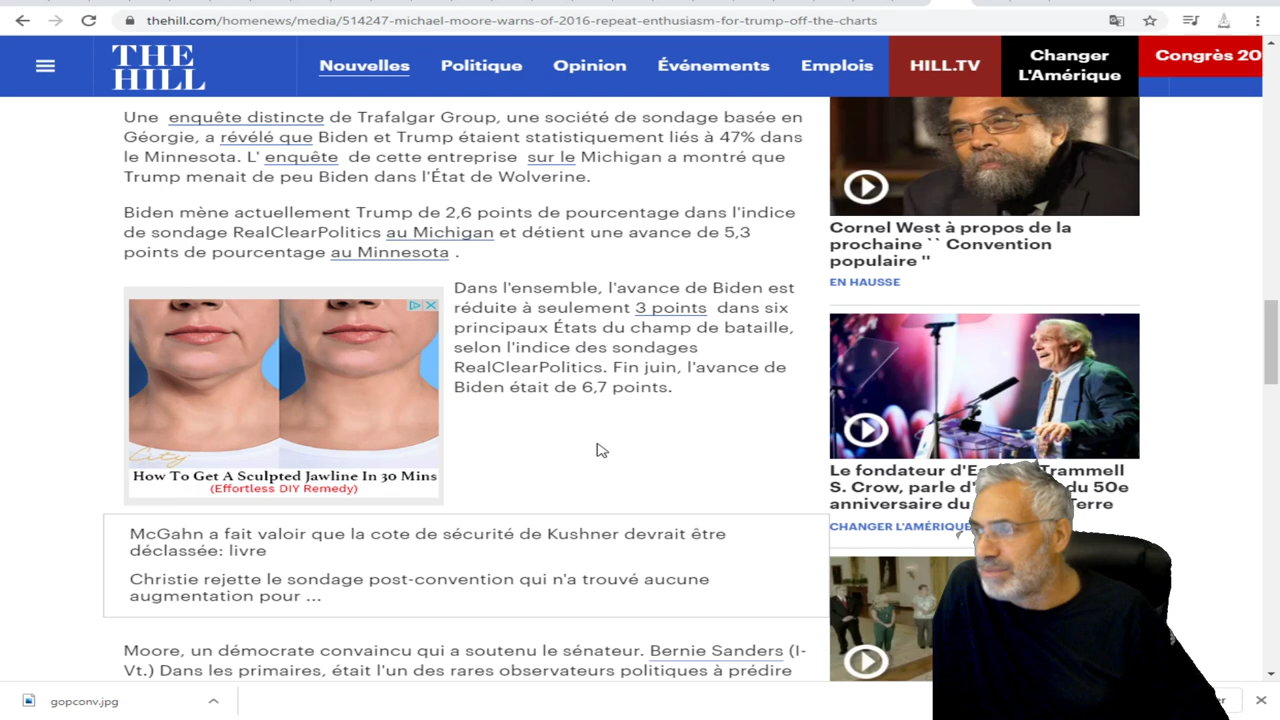 thehill.com/homenews/media/514247-michael-moore-warns-of-2016-repeat-enthusiasm-for-trump-off-the-charts
THE
HILL
Nouvelles
Politique
Opinion
Événements
Emplois
HILL.TV
Changer
L'Amérique
Congrès 20
Une enquête distincte de Trafalgar Group, une société de sondage basée en
Géorgie, a révélé que Biden et Trump étaient statistiquement liés à 47% dans
le Minnesota. L' enquête de cette entreprise sur le Michigan a montré que
Trump menait de peu Biden dans l'État de Wolverine.
Biden mène actuellement Trump de 2,6 points de pourcentage dans l'indice
de sondage RealClearPolitics au Michigan et détient une avance de 5,3
points de pourcentage au Minnesota .
Dans l'ensemble, l'avance de Biden est
réduite à seulement 3 points dans six
principaux États du champ de bataille,
selon l'indice des sondages
RealClearPolitics. Fin juin, l'avance de
Biden était de 6,7 points.
City
How To Get A Sculpted Jawline In 30 Mins
(Effortless DIY Remedy)
McGahn a fait valoir que la cote de sécurité de Kushner devrait être
déclassée: livre
Christie rejette le sondage post-convention qui n'a trouvé aucune
augmentation pour ...
Moore, un démocrate convaincu qui a soutenu le sénateur. Bernie Sanders (I-
Vt.) Dans les primaires, était l'un des rares observateurs politiques à prédire
Cornel West à propos de la
prochaine `` Convention
populaire ''
EN HAUSSE
Le fondateur d'E Trammell
S. Crow, parle d' du 50e
anniversaire du Terre
CHANGER L'AMÉRIQUE
gopconv.jpg